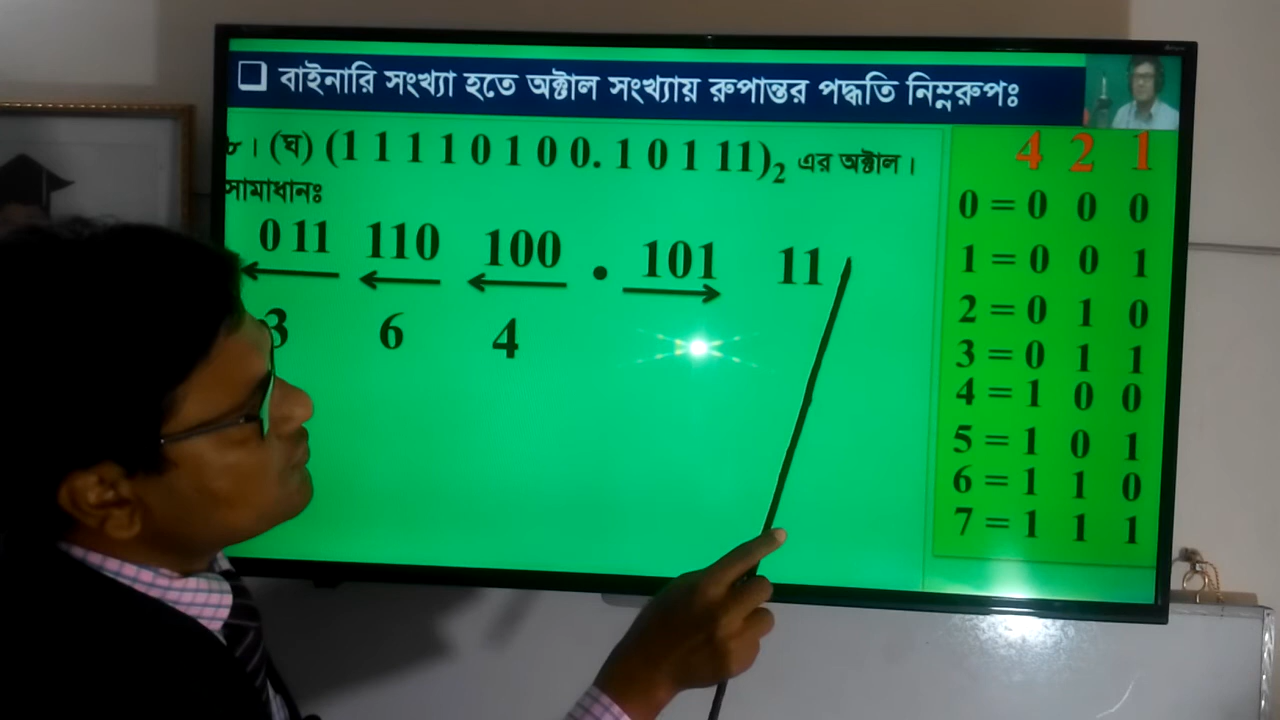 ❑ বাইনারি সংখ্যা হতে অক্টাল সংখ্যায় রুপান্তর পদ্ধতি নিম্নরুপঃ
৮। (ঘ) (1 1 1 1 0 1 0 0. 1 0 1 11)₂ এর অক্টাল।
সামাধানঃ
0 11 110 100 . 101 11
3 6 4
4 2 1
0 = 0 0 0
1 = 0 0 1
2 = 0 1 0
3 = 0 1 1
4 = 1 0 0
5 = 1 0 1
6 = 1 1 0
7 = 1 1 1